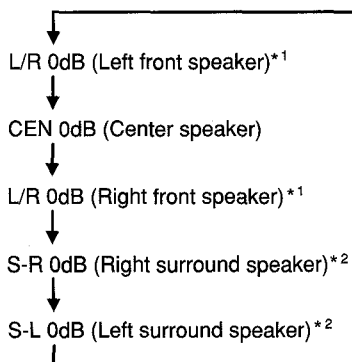 L/R 0dB (Left front speaker)*1
CEN 0dB (Center speaker)
L/R 0dB (Right front speaker)*1
S-R 0dB (Right surround speaker)*2
S-L 0dB (Left surround speaker)*2